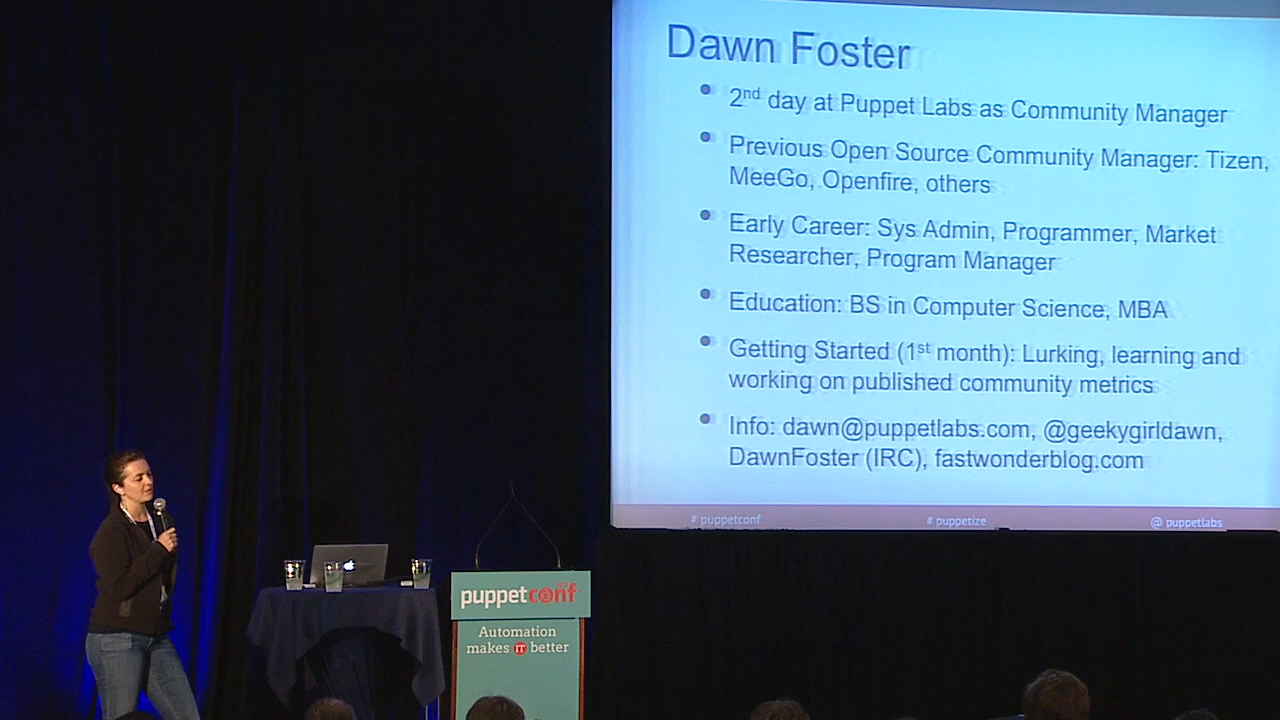 Dawn Foster
2nd day at Puppet Labs as Community Manager
Previous Open Source Community Manager: Tizen,
MeeGo, Openfire, others
Early Career: Sys Admin, Programmer, Market
Researcher, Program Manager
Education: BS in Computer Science, MBA
Getting Started (1st month): Lurking, learning and
working on published community metrics
Info: dawn@puppetlabs.com, @geekygirldawn,
DawnFoster (IRC), fastwonderblog.com
# puppetconf # puppetize @ puppetlabs
puppetconf
Automation
makes IT better